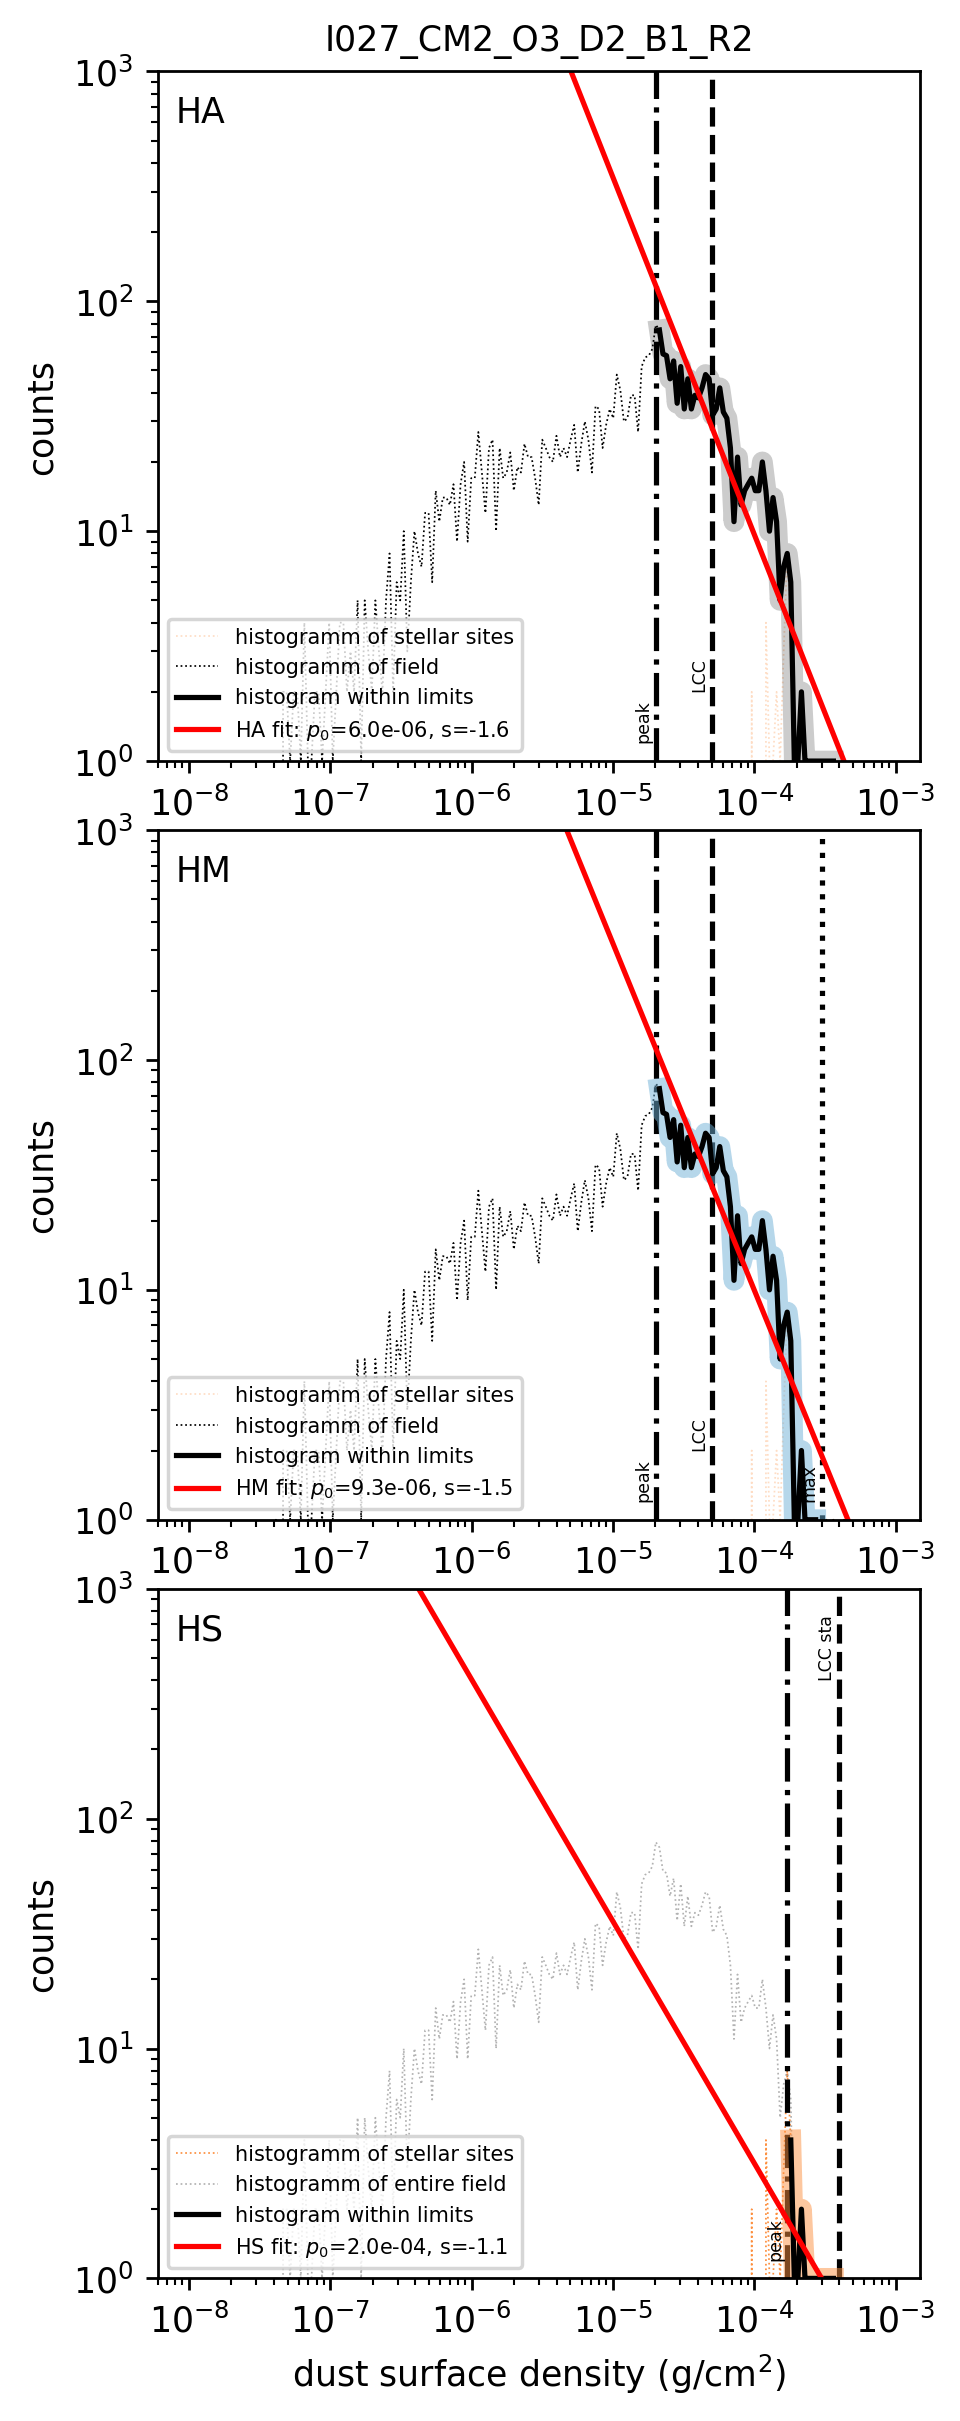 I027_CM2_O3_D2_B1_R2
HA
counts
10³
10²
10¹
10⁰
histogramm of stellar sites
histogramm of field
histogram within limits
HA fit: p₀=6.0e-06, s=-1.6
peak
LCC
10⁻⁸ 10⁻⁷ 10⁻⁶ 10⁻⁵ 10⁻⁴ 10⁻³
HM
counts
10³
10²
10¹
10⁰
histogramm of stellar sites
histogramm of field
histogram within limits
HM fit: p₀=9.3e-06, s=-1.5
peak
LCC
max
10⁻⁸ 10⁻⁷ 10⁻⁶ 10⁻⁵ 10⁻⁴ 10⁻³
HS
counts
10³
10²
10¹
10⁰
LCC sta
histogramm of stellar sites
histogramm of entire field
histogram within limits
HS fit: p₀=2.0e-04, s=-1.1
peak
10⁻⁸ 10⁻⁷ 10⁻⁶ 10⁻⁵ 10⁻⁴ 10⁻³
dust surface density (g/cm²)